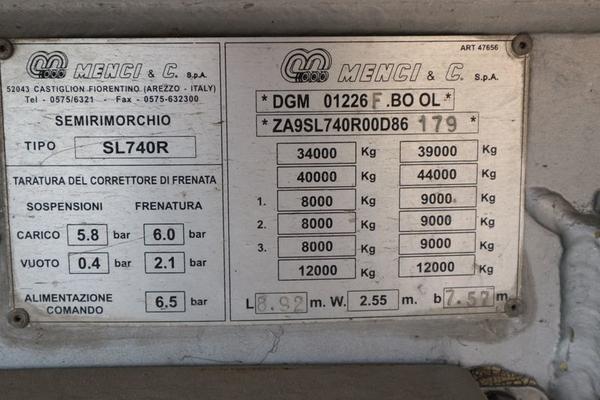 MENCI & C. S.p.A.
52043 CASTIGLION FIORENTINO (AREZZO - ITALY)
Tel - 0575/6321 - Fax - 0575-632300
SEMIRIMORCHIO
TIPO SL740R
TARATURA DEL CORRETTORE DI FRENATA
SOSPENSIONI FRENATURA
CARICO 5.8 bar 6.0 bar
VUOTO 0.4 bar 2.1 bar
ALIMENTAZIONE COMANDO 6.5 bar
ART 47656
MENCI & C. S.p.A.
* DGM 01226 F.BO OL *
* ZA9SL740R00D86 179 *
34000 Kg 39000 Kg
40000 Kg 44000 Kg
1. 8000 Kg 9000 Kg
2. 8000 Kg 9000 Kg
3. 8000 Kg 9000 Kg
12000 Kg 12000 Kg
L 8.92 m. W. 2.55 m. b 7.57 m